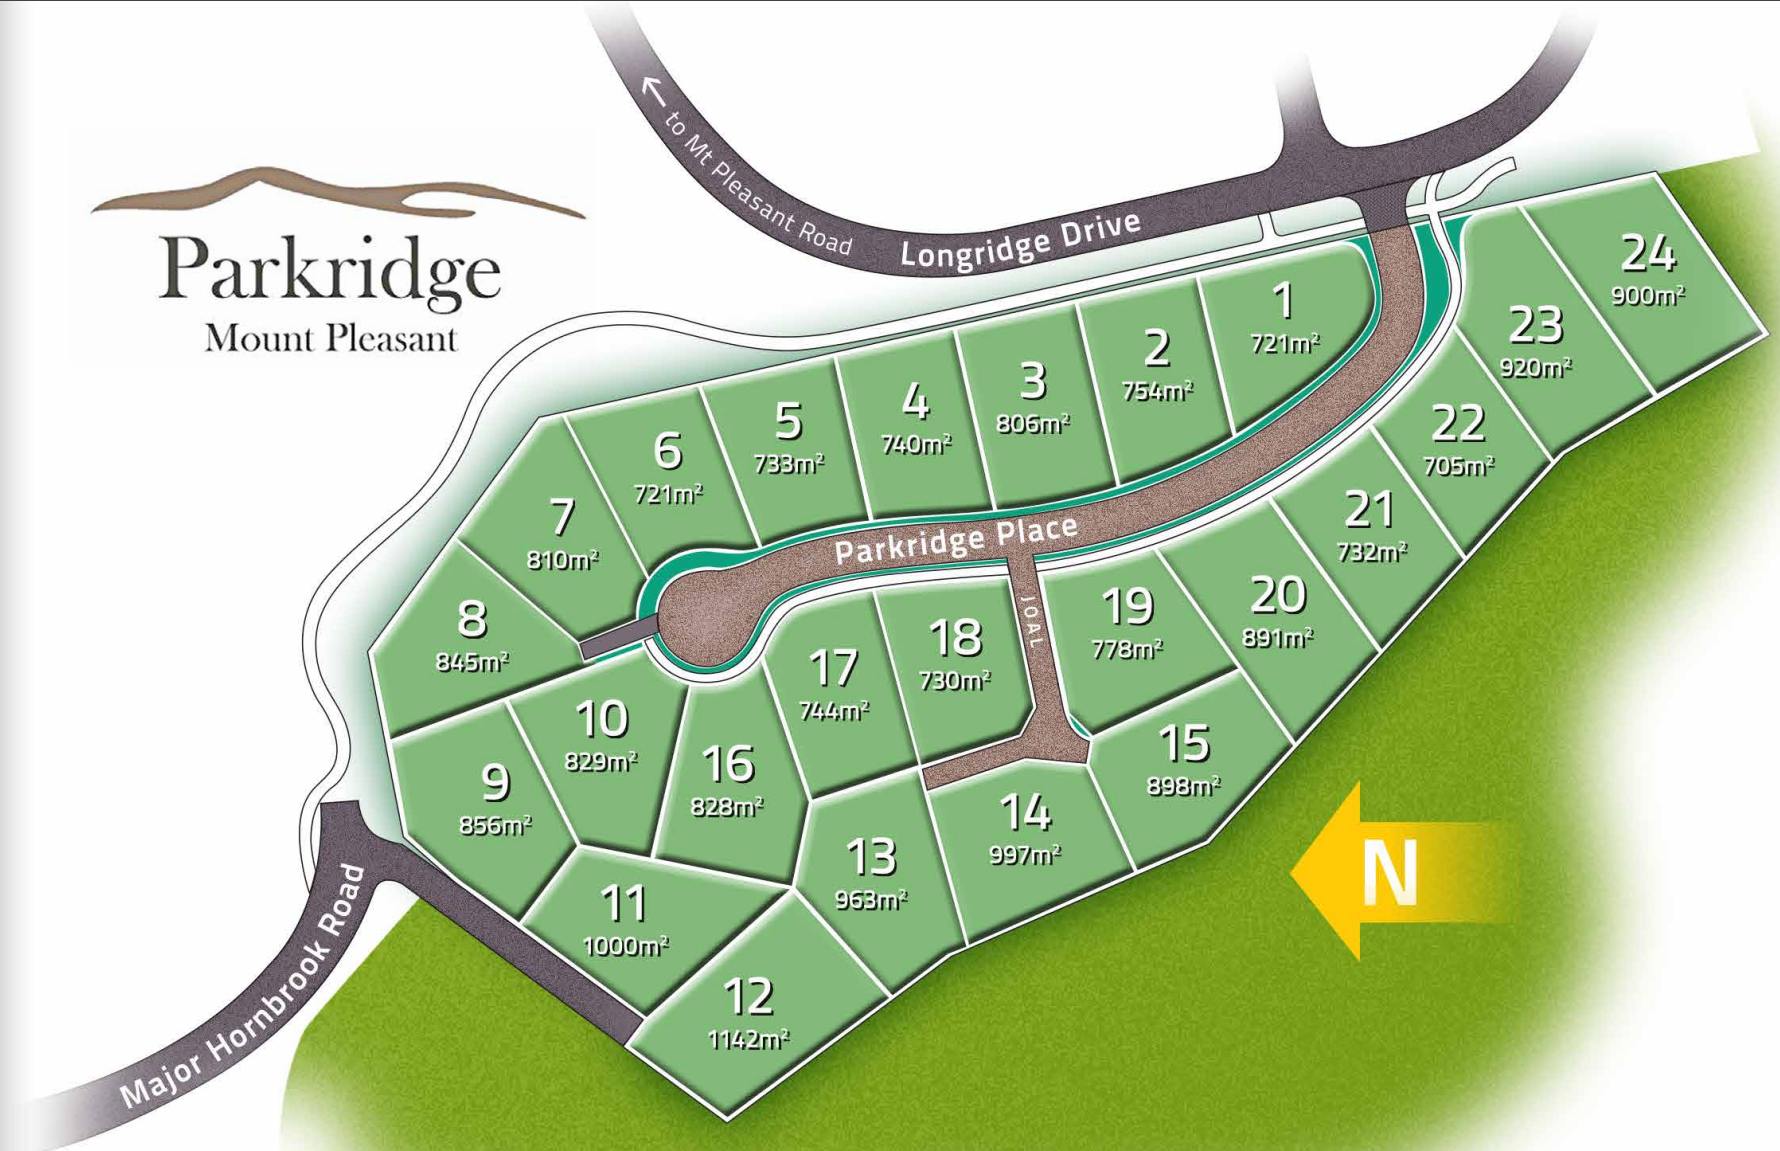 Parkridge
Mount Pleasant
← to Mt Pleasant Road
Longridge Drive
Parkridge Place
JOAL
Major Hornbrook Road
1
721m²
2
754m²
3
806m²
4
740m²
5
733m²
6
721m²
7
810m²
8
845m²
9
856m²
10
829m²
11
1000m²
12
1142m²
13
963m²
14
997m²
15
898m²
16
828m²
17
744m²
18
730m²
19
778m²
20
891m²
21
732m²
22
705m²
23
920m²
24
900m²
N